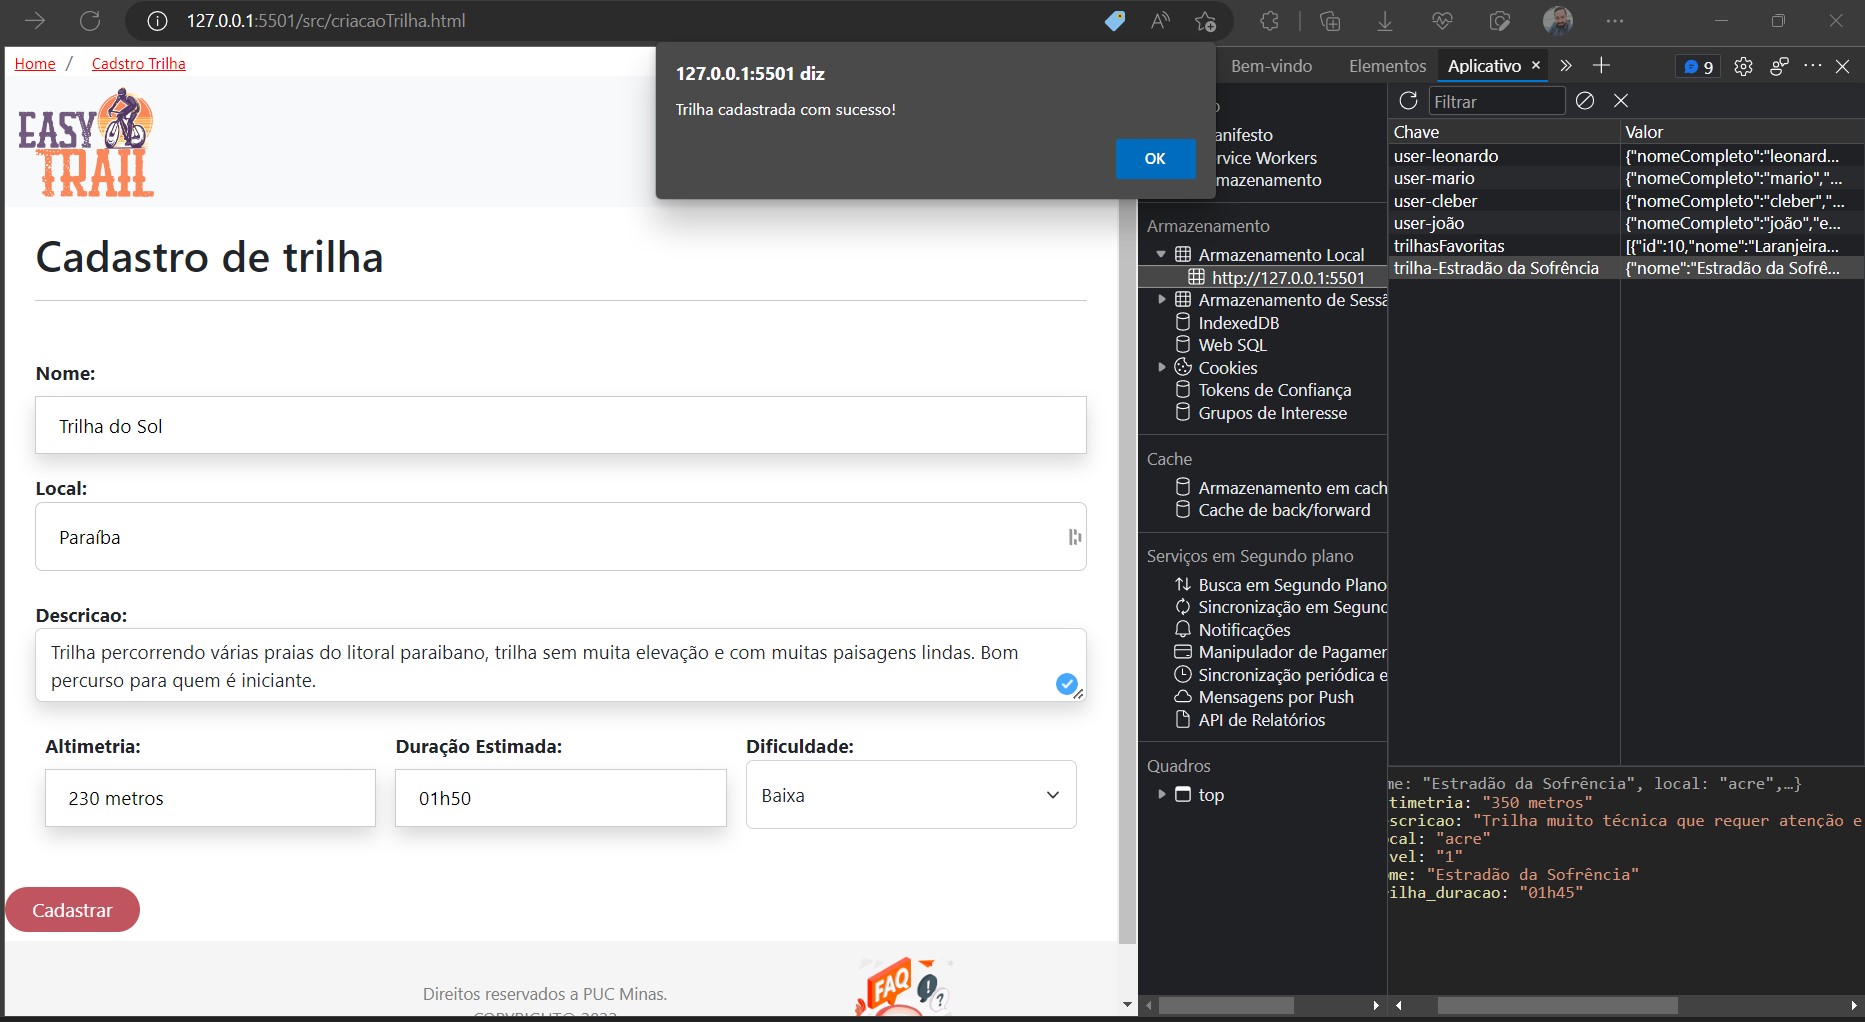 127.0.0.1:5501/src/criacaoTrilha.html
Home / Cadstro Trilha
EASY
TRAIL
127.0.0.1:5501 diz
Trilha cadastrada com sucesso!
OK
Cadastro de trilha
Nome:
Trilha do Sol
Local:
Paraíba
Descricao:
Trilha percorrendo várias praias do litoral paraibano, trilha sem muita elevação e com muitas paisagens lindas. Bom
percurso para quem é iniciante.
Altimetria: Duração Estimada: Dificuldade:
230 metros 01h50 Baixa
Cadastrar
Direitos reservados a PUC Minas.
FAQ
Bem-vindo Elementos Aplicativo 9
anifesto
rvice Workers
mazenamento
Armazenamento
Armazenamento Local
http://127.0.0.1:5501
Armazenamento de Sessã
IndexedDB
Web SQL
Cookies
Tokens de Confiança
Grupos de Interesse
Cache
Armazenamento em cach
Cache de back/forward
Serviços em Segundo plano
Busca em Segundo Plano
Sincronização em Segund
Notificações
Manipulador de Pagamer
Sincronização periódica e
Mensagens por Push
API de Relatórios
Quadros
top
Filtrar
Chave Valor
user-leonardo {"nomeCompleto":"leonard...
user-mario {"nomeCompleto":"mario","...
user-cleber {"nomeCompleto":"cleber","...
user-joão {"nomeCompleto":"joão","e...
trilhasFavoritas [{"id":10,"nome":"Laranjeira...
trilha-Estradão da Sofrência {"nome":"Estradão da Sofrê...
me: "Estradão da Sofrência", local: "acre",…}
timetria: "350 metros"
scricao: "Trilha muito técnica que requer atenção e
cal: "acre"
vel: "1"
me: "Estradão da Sofrência"
ilha_duracao: "01h45"